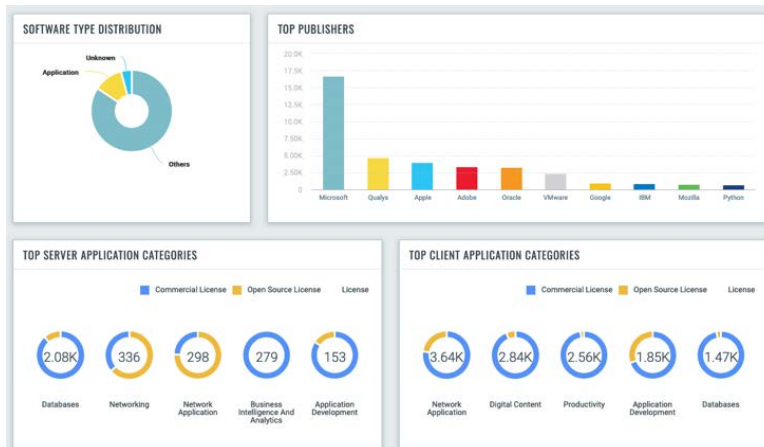 SOFTWARE TYPE DISTRIBUTION
Unknown
Application
Others
TOP PUBLISHERS
20.0K
17.5K
15.0K
12.5K
10.0K
7.50K
5.00K
2.50K
0
Microsoft Qualys Apple Adobe Oracle VMware Google IBM Mozilla Python
TOP SERVER APPLICATION CATEGORIES
Commercial License Open Source License License
2.08K 336 298 279 153
Databases Networking Network Application Business Intelligence And Analytics Application Development
TOP CLIENT APPLICATION CATEGORIES
Commercial License Open Source License License
3.64K 2.84K 2.56K 1.85K 1.47K
Network Application Digital Content Productivity Application Development Databases